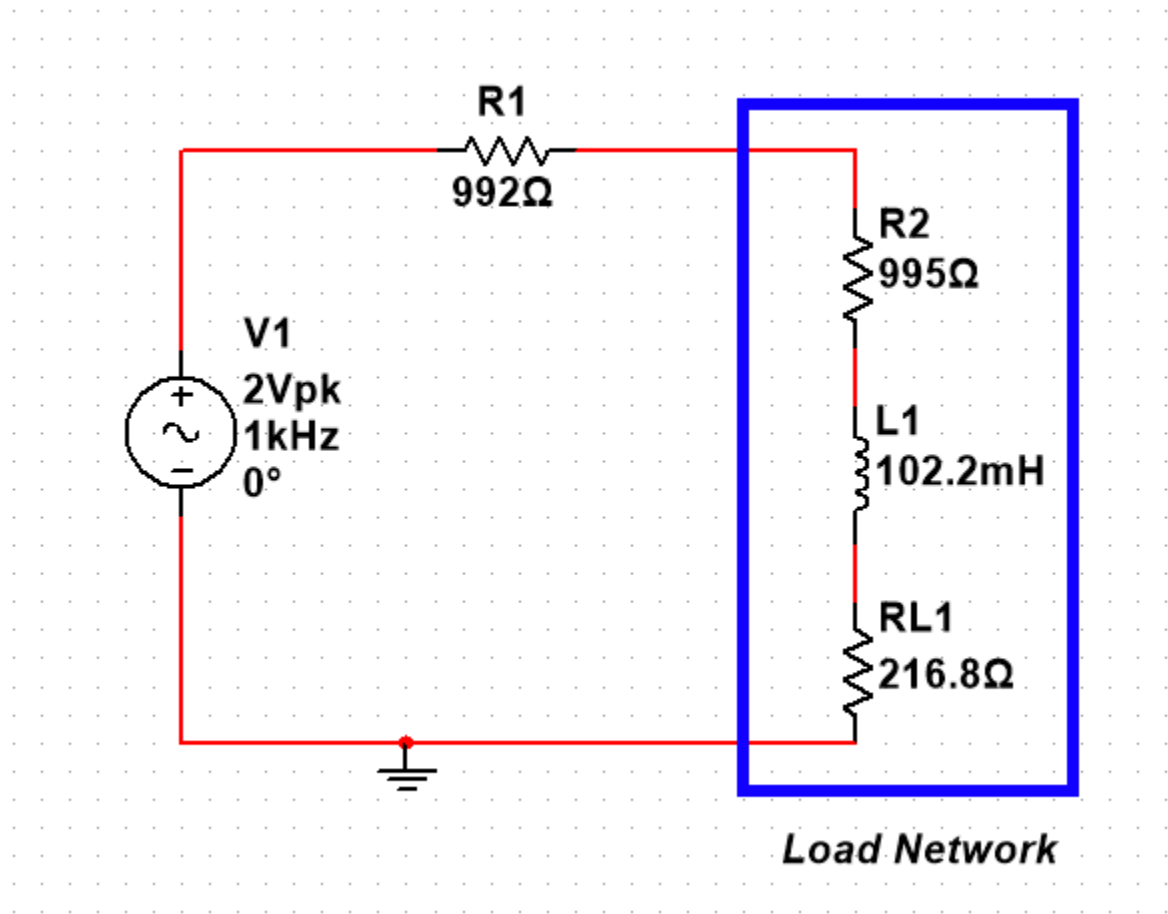 R1
992Ω
R2
995Ω
V1
2Vpk
1kHz
0°
L1
102.2mH
RL1
216.8Ω
Load Network